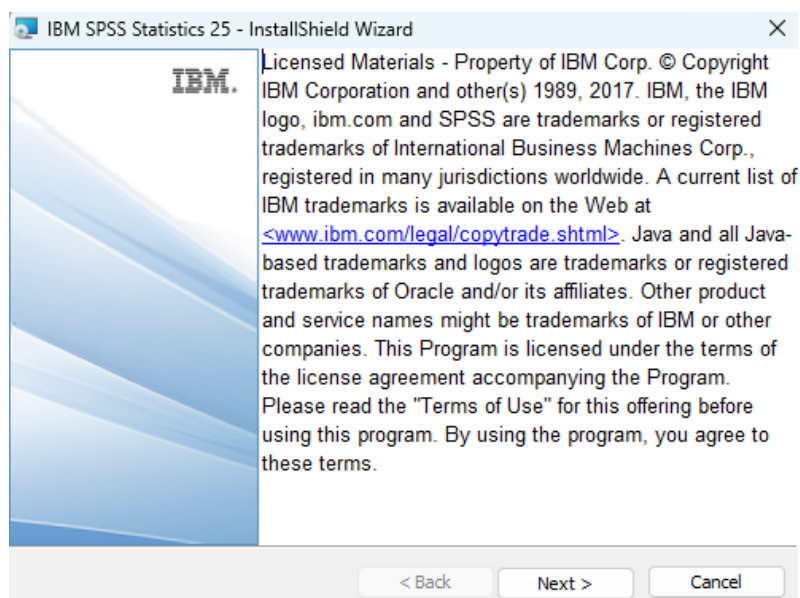 IBM SPSS Statistics 25 - InstallShield Wizard
IBM.
Licensed Materials - Property of IBM Corp. © Copyright
IBM Corporation and other(s) 1989, 2017. IBM, the IBM
logo, ibm.com and SPSS are trademarks or registered
trademarks of International Business Machines Corp.,
registered in many jurisdictions worldwide. A current list of
IBM trademarks is available on the Web at
<www.ibm.com/legal/copytrade.shtml>. Java and all Java-
based trademarks and logos are trademarks or registered
trademarks of Oracle and/or its affiliates. Other product
and service names might be trademarks of IBM or other
companies. This Program is licensed under the terms of
the license agreement accompanying the Program.
Please read the "Terms of Use" for this offering before
using this program. By using the program, you agree to
these terms.
< Back
Next >
Cancel